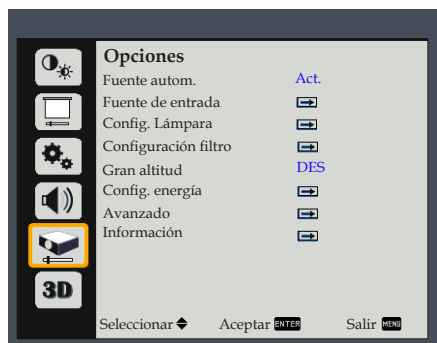 Opciones
Fuente autom. Act.
Fuente de entrada
Config. Lámpara
Configuración filtro
Gran altitud DES
Config. energía
Avanzado
Información
3D
Seleccionar Aceptar ENTER Salir MENU